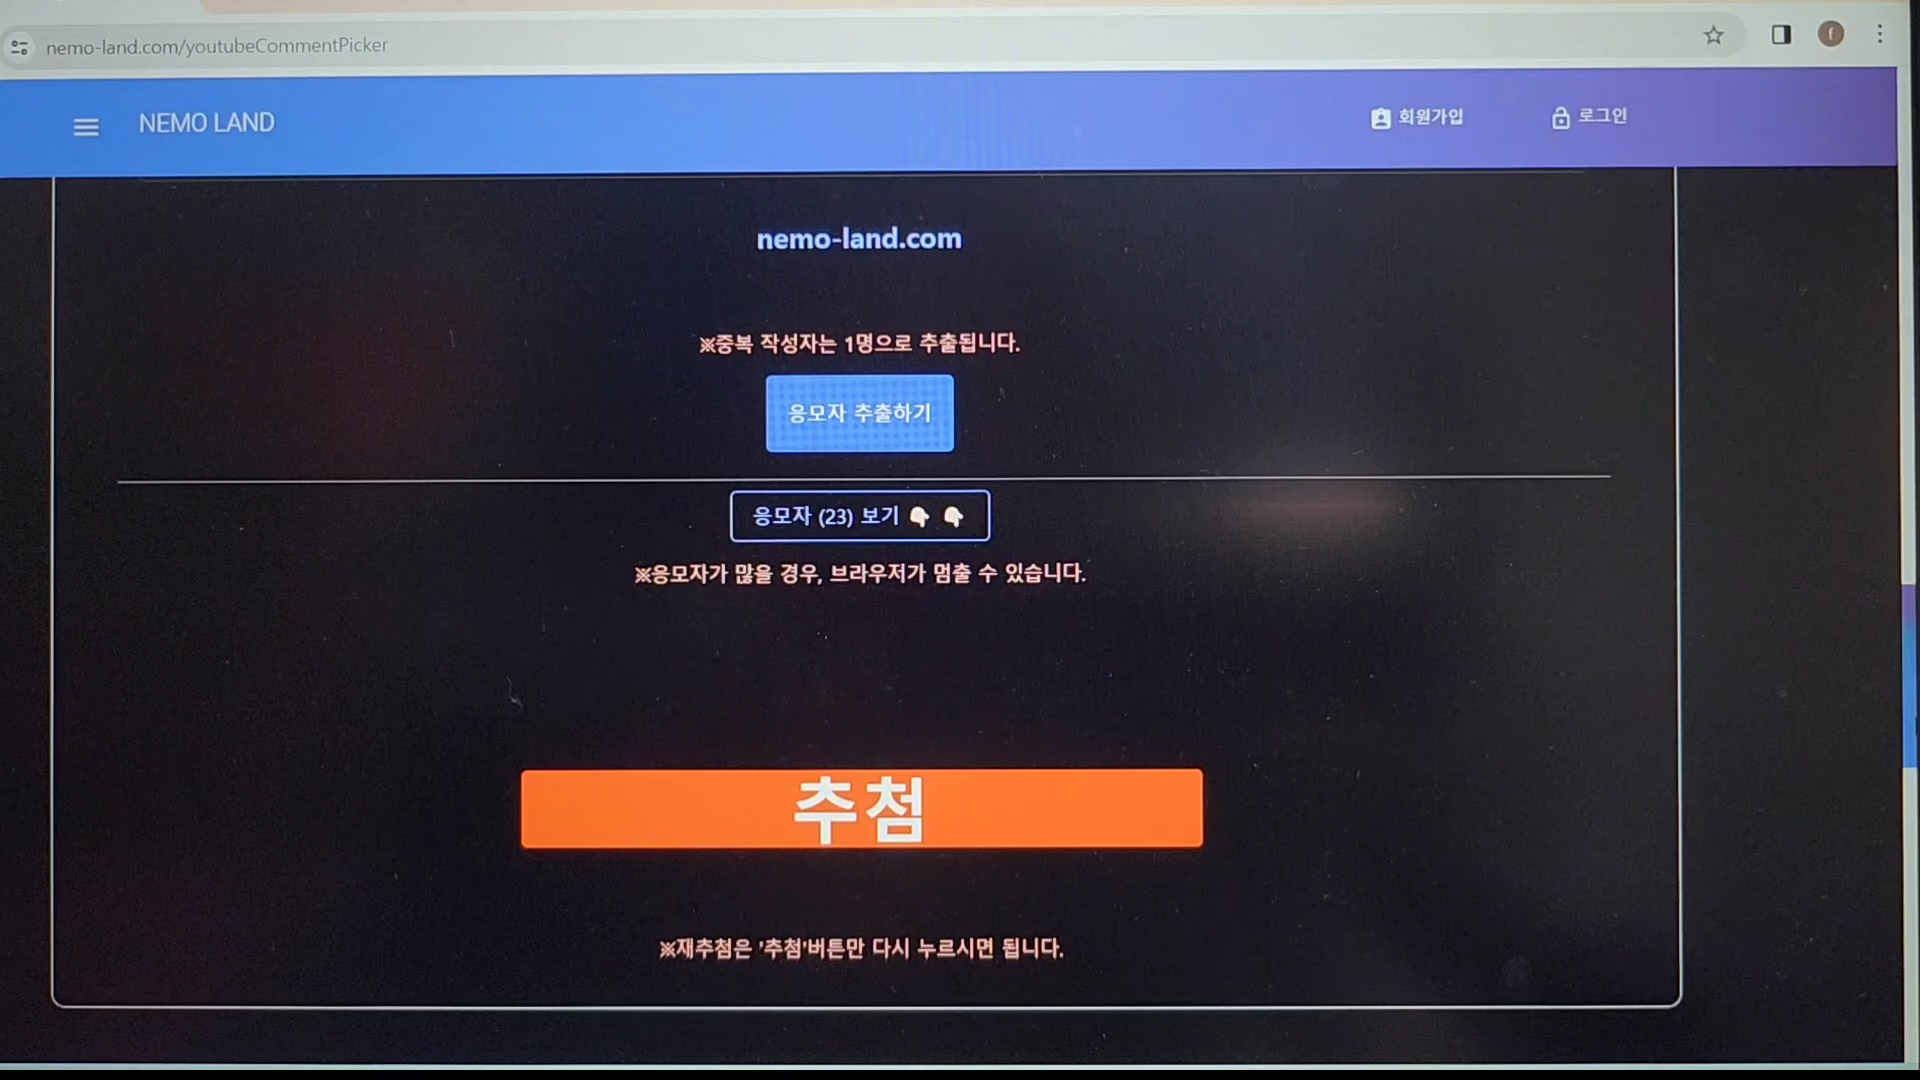 nemo-land.com/youtubeCommentPicker
f
NEMO LAND
회원가입
로그인
nemo-land.com
※중복 작성자는 1명으로 추출됩니다.
응모자 추출하기
응모자 (23) 보기 👇 👇
※응모자가 많을 경우, 브라우저가 멈출 수 있습니다.
추첨
※재추첨은 '추첨'버튼만 다시 누르시면 됩니다.